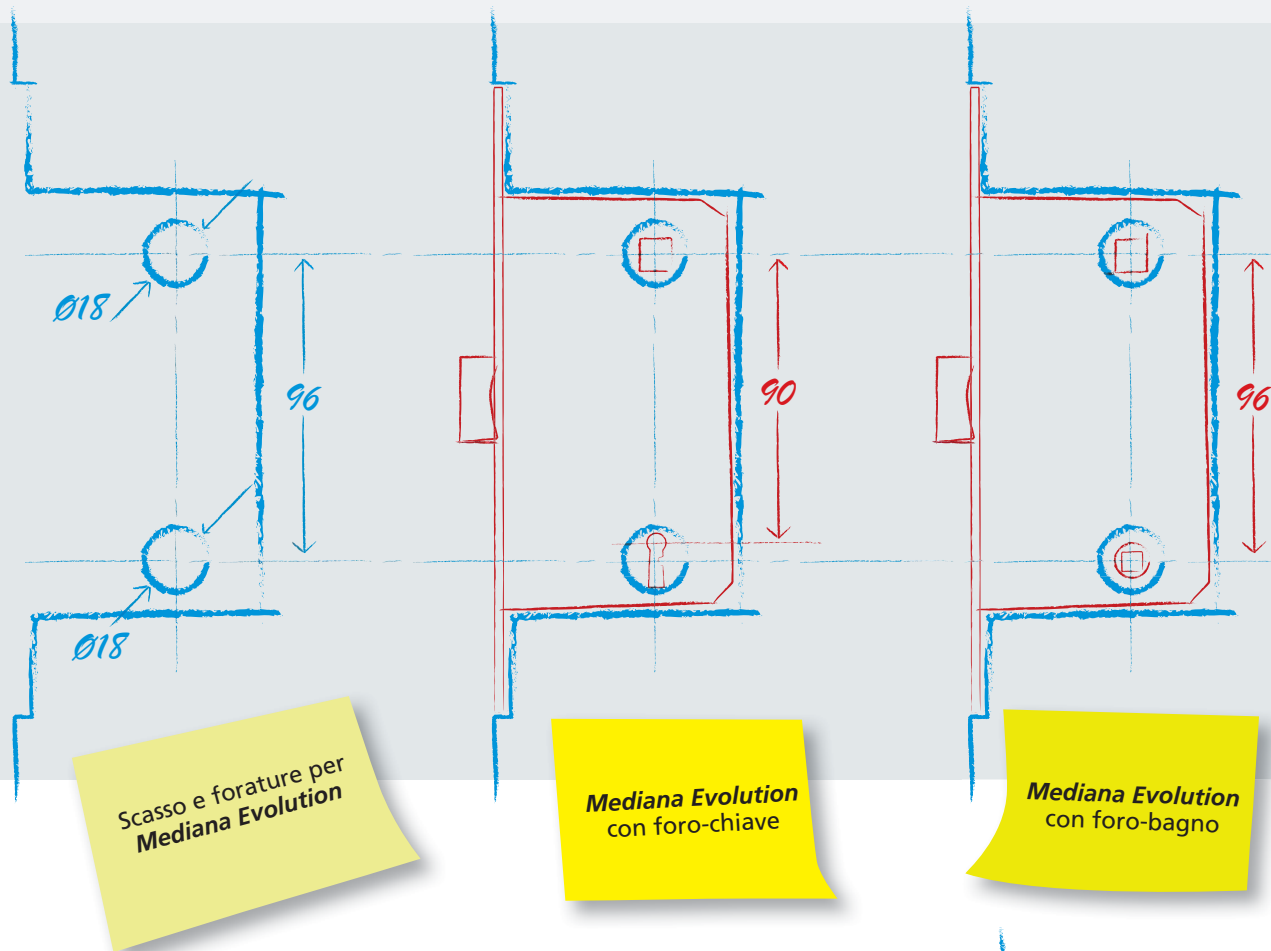 Ø18
96
Ø18
90
96
Scasso e forature per
Mediana Evolution
Mediana Evolution
con foro-chiave
Mediana Evolution
con foro-bagno